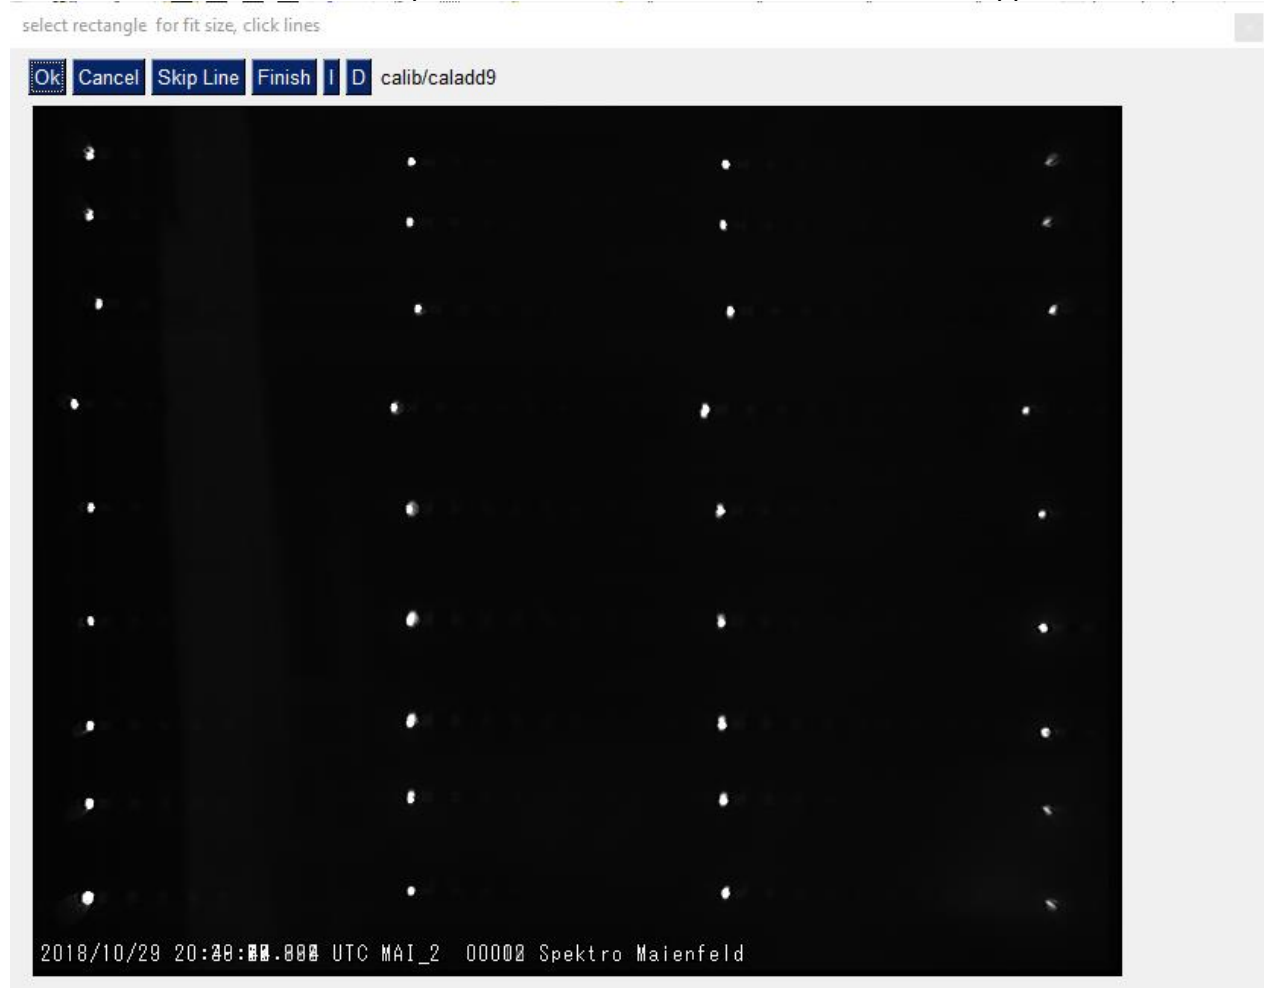 select rectangle for fit size, click lines
Ok Cancel Skip Line Finish I D calib/caladd9
2018/10/29 UTC MAI_2 Spektro Maienfeld